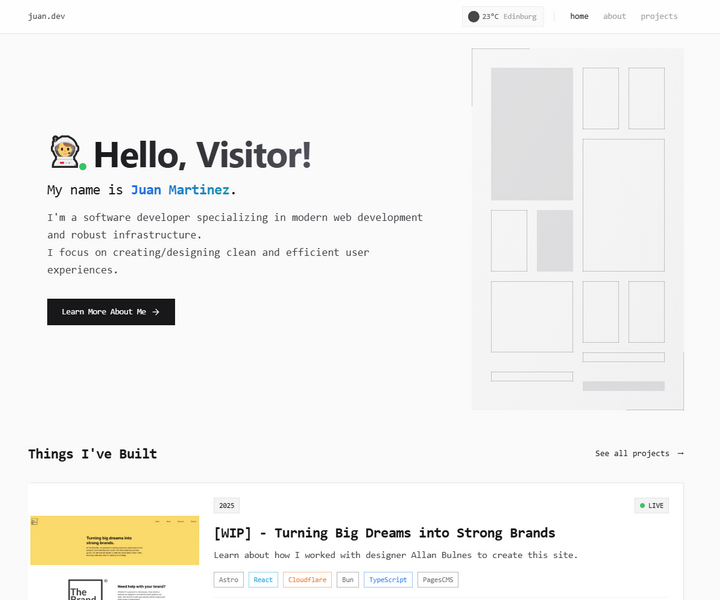 juan.dev
23°C Edinburg
home
about
projects
Hello, Visitor!
My name is Juan Martinez.
I'm a software developer specializing in modern web development
and robust infrastructure.
I focus on creating/designing clean and efficient user
experiences.
Learn More About Me →
Things I've Built
See all projects →
2025
LIVE
[WIP] - Turning Big Dreams into Strong Brands
Learn about how I worked with designer Allan Bulnes to create this site.
Astro
React
Cloudflare
Bun
TypeScript
PagesCMS
Turning big dreams into
strong brands.
The
Brand
Need help with your brand?